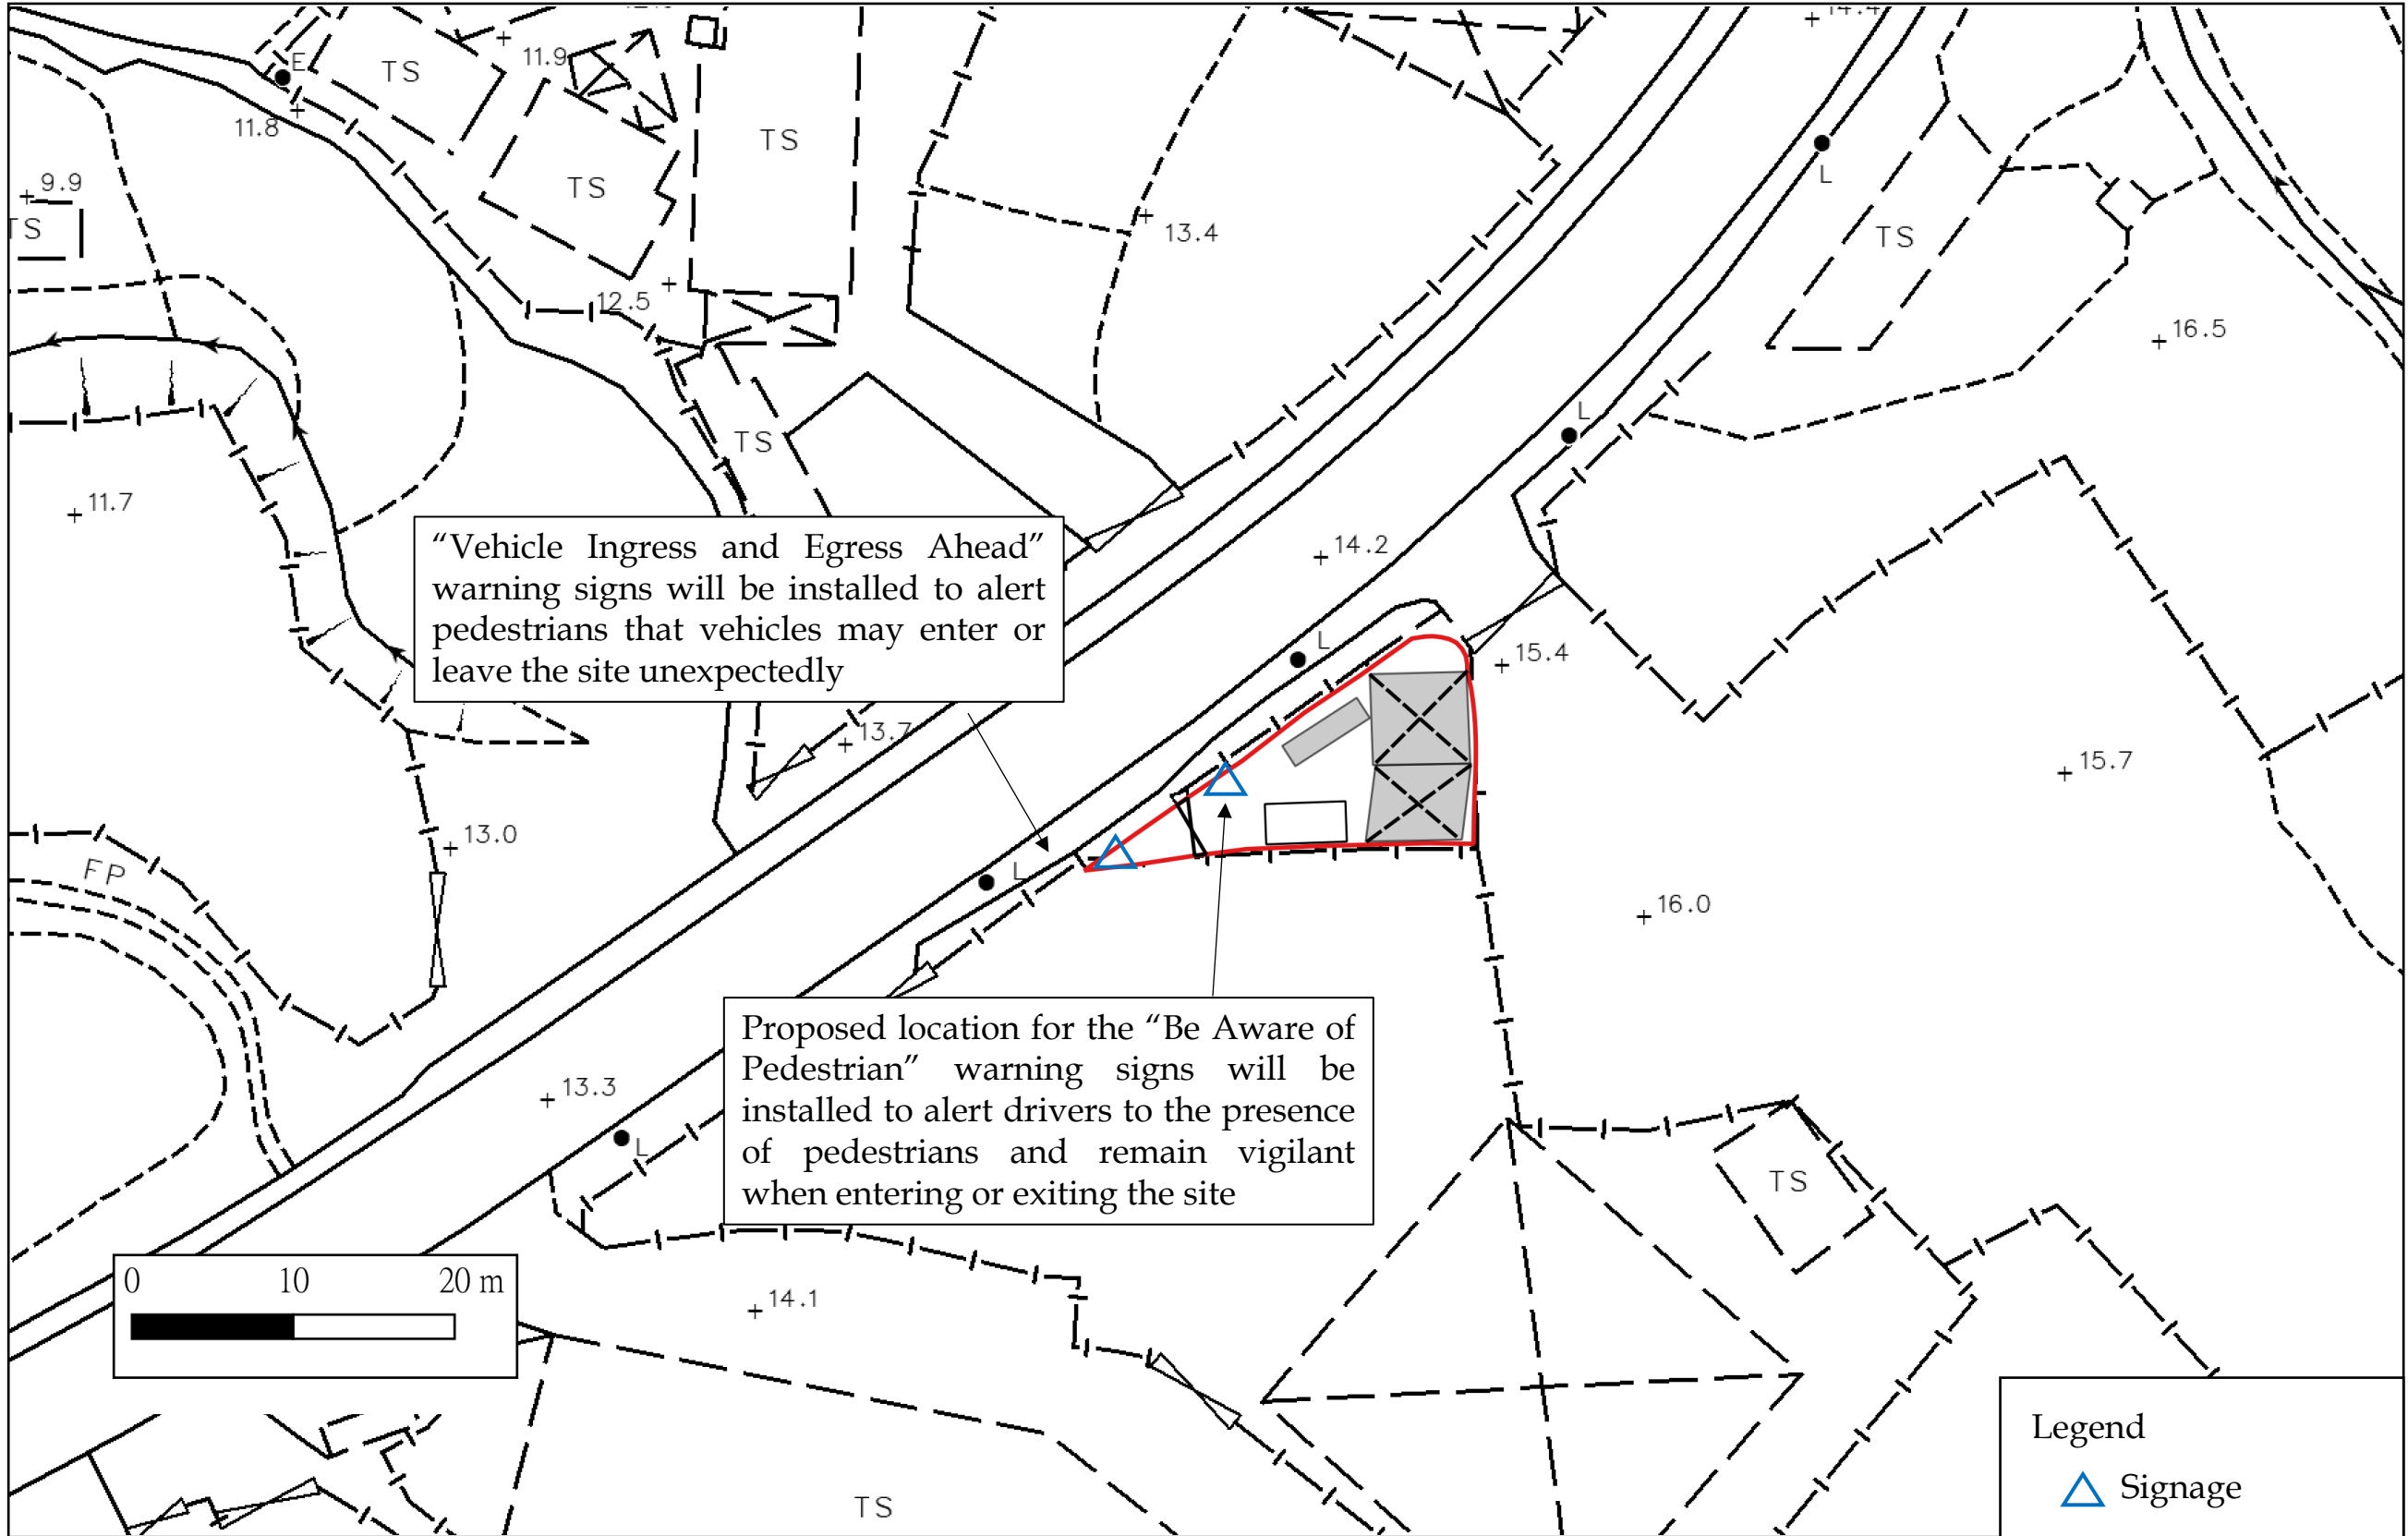 14.4
E
TS
11.9
TS
11.8
L
TS
9.9
TS
13.4
TS
12.5
16.5
L
TS
11.7
“Vehicle Ingress and Egress Ahead”
warning signs will be installed to alert
pedestrians that vehicles may enter or
leave the site unexpectedly
14.2
L
15.4
13.7
15.7
13.0
FP
L
16.0
Proposed location for the “Be Aware of
Pedestrian” warning signs will be
installed to alert drivers to the presence
of pedestrians and remain vigilant
when entering or exiting the site
13.3
L
TS
0 10 20 m
14.1
Legend
Signage
TS